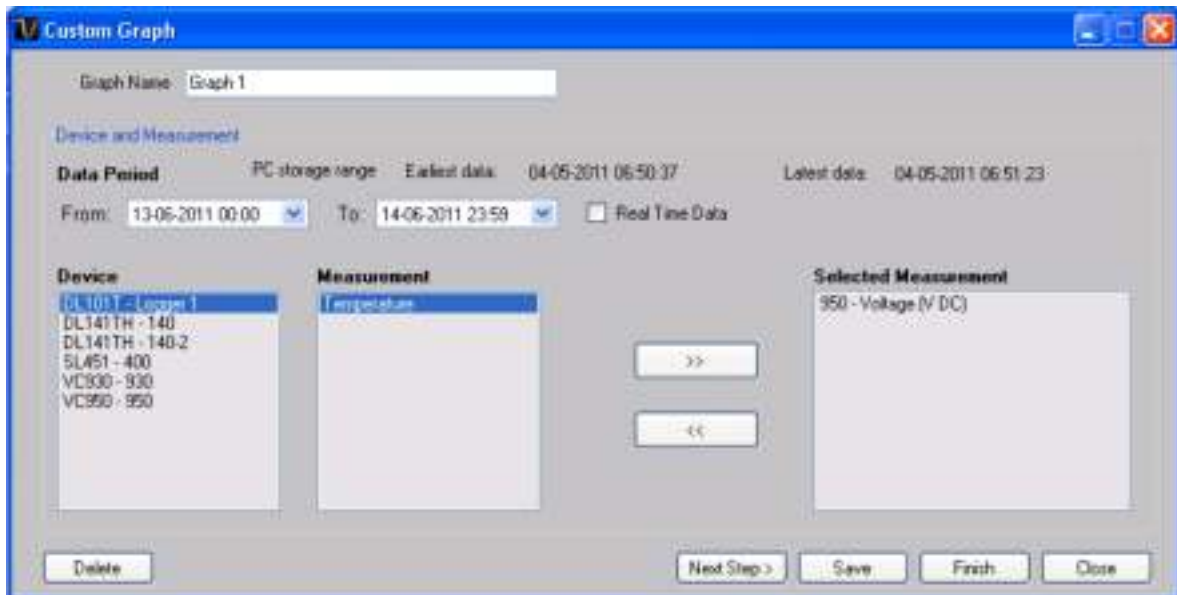 Custom Graph
Graph Name Graph 1
Device and Measurement
Data Period PC storage range Earliest data: 04-05-2011 06:50:37 Latest data: 04-05-2011 06:51:23
From: 13-06-2011 00:00 To: 14-06-2011 23:59 Real Time Data
Device Measurement Selected Measurement
DL101T - Logger 1 Temperature 950 - Voltage (V DC)
DL141TH - 140
DL141TH - 140-2
SL451 - 400
VC930 - 930
VC950 - 950
>>
<<
Delete Next Step > Save Finish Close